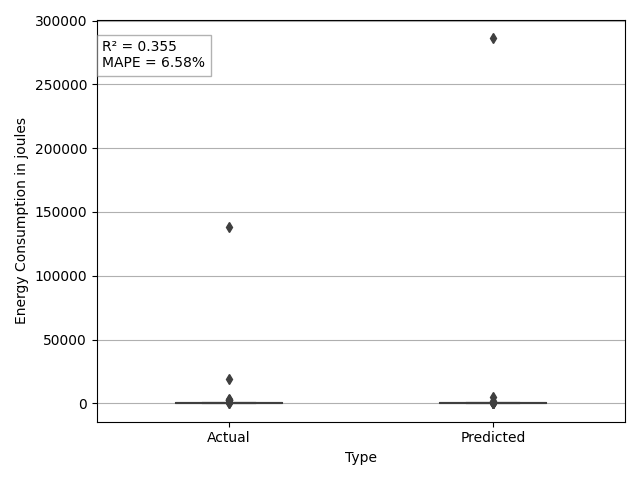 300000
R² = 0.355
MAPE = 6.58%
250000
200000
150000
100000
50000
0
Energy Consumption in joules
Actual
Predicted
Type